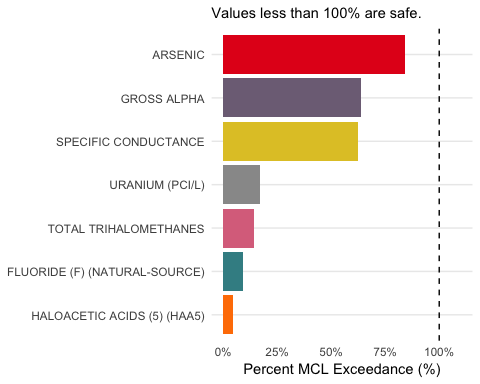 Values less than 100% are safe.
ARSENIC
GROSS ALPHA
SPECIFIC CONDUCTANCE
URANIUM (PCI/L)
TOTAL TRIHALOMETHANES
FLUORIDE (F) (NATURAL-SOURCE)
HALOACETIC ACIDS (5) (HAA5)
0% 25% 50% 75% 100%
Percent MCL Exceedance (%)